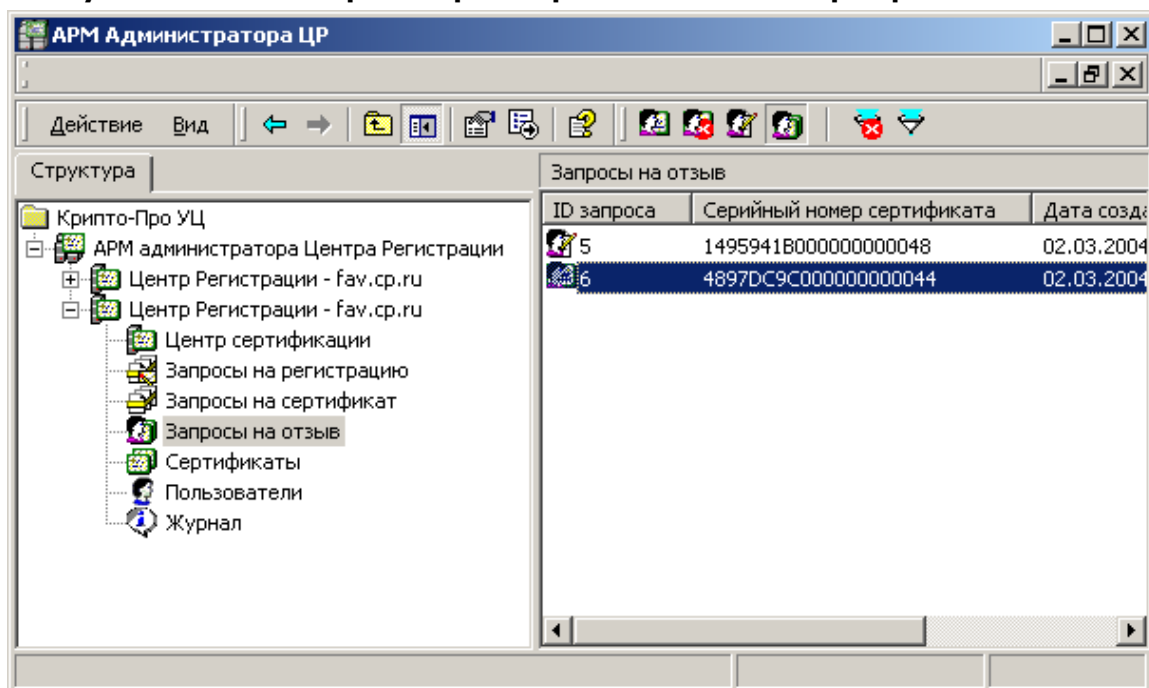 АРМ Администратора ЦР
Действие Вид
Структура
Запросы на отзыв
Крипто-Про УЦ
АРМ администратора Центра Регистрации
Центр Регистрации - fav.cp.ru
Центр Регистрации - fav.cp.ru
Центр сертификации
Запросы на регистрацию
Запросы на сертификат
Запросы на отзыв
Сертификаты
Пользователи
Журнал
ID запроса Серийный номер сертификата Дата созда
5 1495941B000000000048 02.03.2004
6 4897DC9C000000000044 02.03.2004